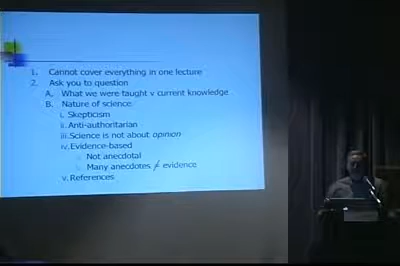 1. Cannot cover everything in one lecture
2. Ask you to question
A. What we were taught v current knowledge
B. Nature of science
i. Skepticism
ii. Anti-authoritarian
iii. Science is not about opinion
iv. Evidence-based
Not anecdotal
Many anecdotes ≠ evidence
v. References